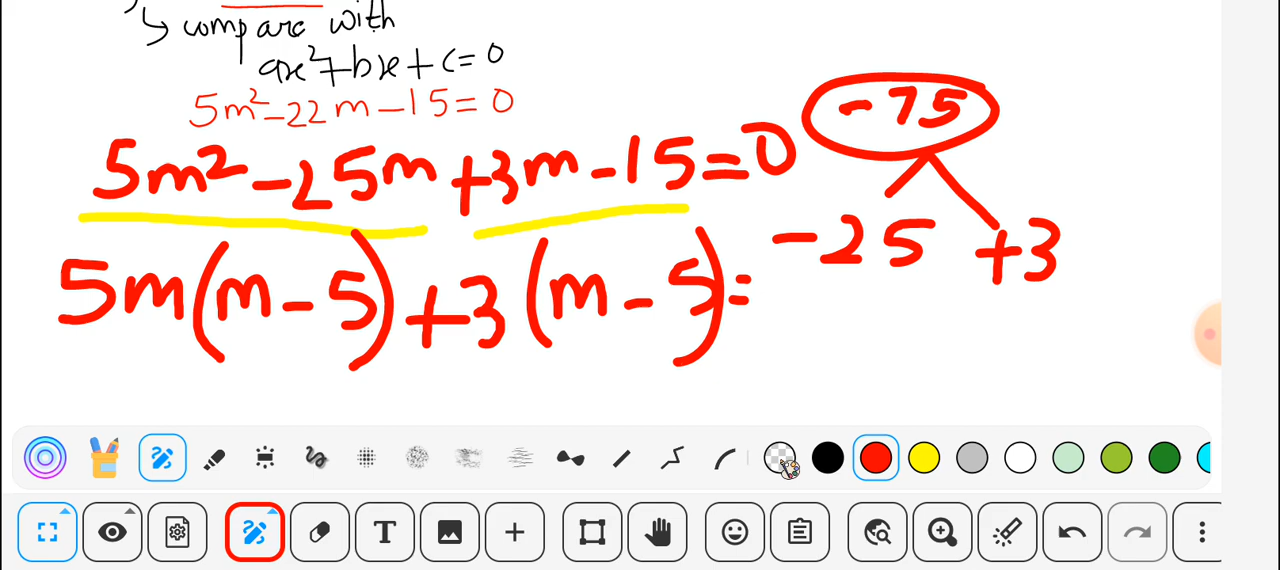 ↳ compare with
ax²+bx+c=0
5m²-22m-15=0
-75
5m²-25m+3m-15=0
-25 +3
5m(m-5)+3(m-5)=
T